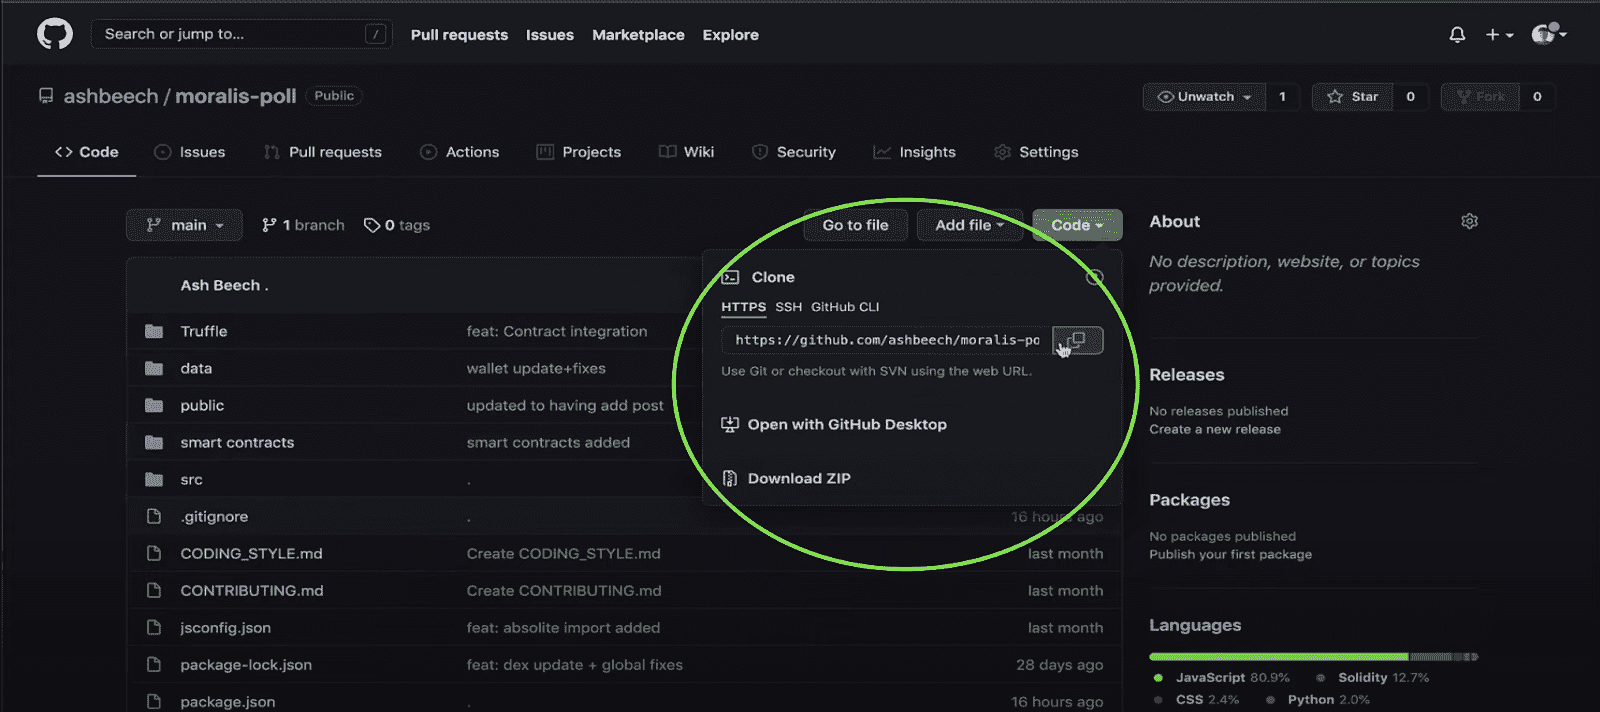 Search or jump to... / Pull requests Issues Marketplace Explore
ashbeech / moralis-poll Public Unwatch 1 Star 0 Fork 0
Code Issues Pull requests Actions Projects Wiki Security Insights Settings
main 1 branch 0 tags Go to file Add file Code
Ash Beech .
Truffle feat: Contract integration
data wallet update+fixes
public updated to having add post
smart contracts smart contracts added
src .
.gitignore . 16 hours ago
CODING_STYLE.md Create CODING_STYLE.md last month
CONTRIBUTING.md Create CONTRIBUTING.md last month
jsconfig.json feat: absolite import added last month
package-lock.json feat: dex update + global fixes 28 days ago
package.json . 16 hours ago
Clone
HTTPS SSH GitHub CLI
https://github.com/ashbeech/moralis-po
Use Git or checkout with SVN using the web URL.
Open with GitHub Desktop
Download ZIP
About
No description, website, or topics
provided.
Releases
No releases published
Create a new release
Packages
No packages published
Publish your first package
Languages
JavaScript 80.9% Solidity 12.7%
CSS 2.4% Python 2.0%